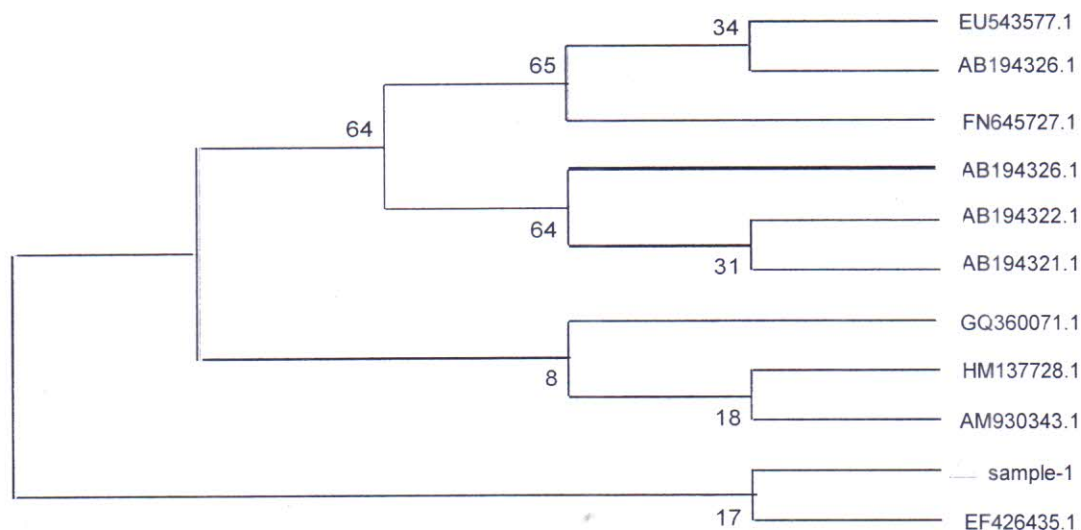 34
EU543577.1
65
AB194326.1
64
FN645727.1
AB194326.1
64
AB194322.1
31
AB194321.1
GQ360071.1
8
HM137728.1
18
AM930343.1
sample-1
17
EF426435.1